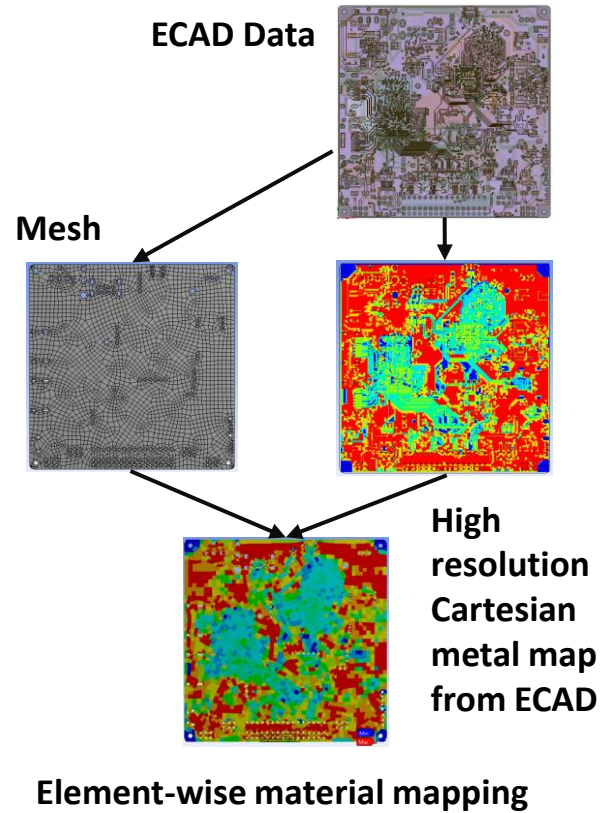 ECAD Data
Mesh
High
resolution
Cartesian
metal map
from ECAD
Element-wise material mapping